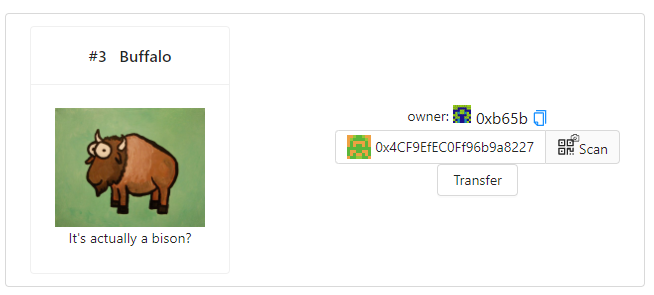 #3 Buffalo
It's actually a bison?
owner: 0xb65b
0x4CF9EfEC0Ff96b9a8227
Scan
Transfer